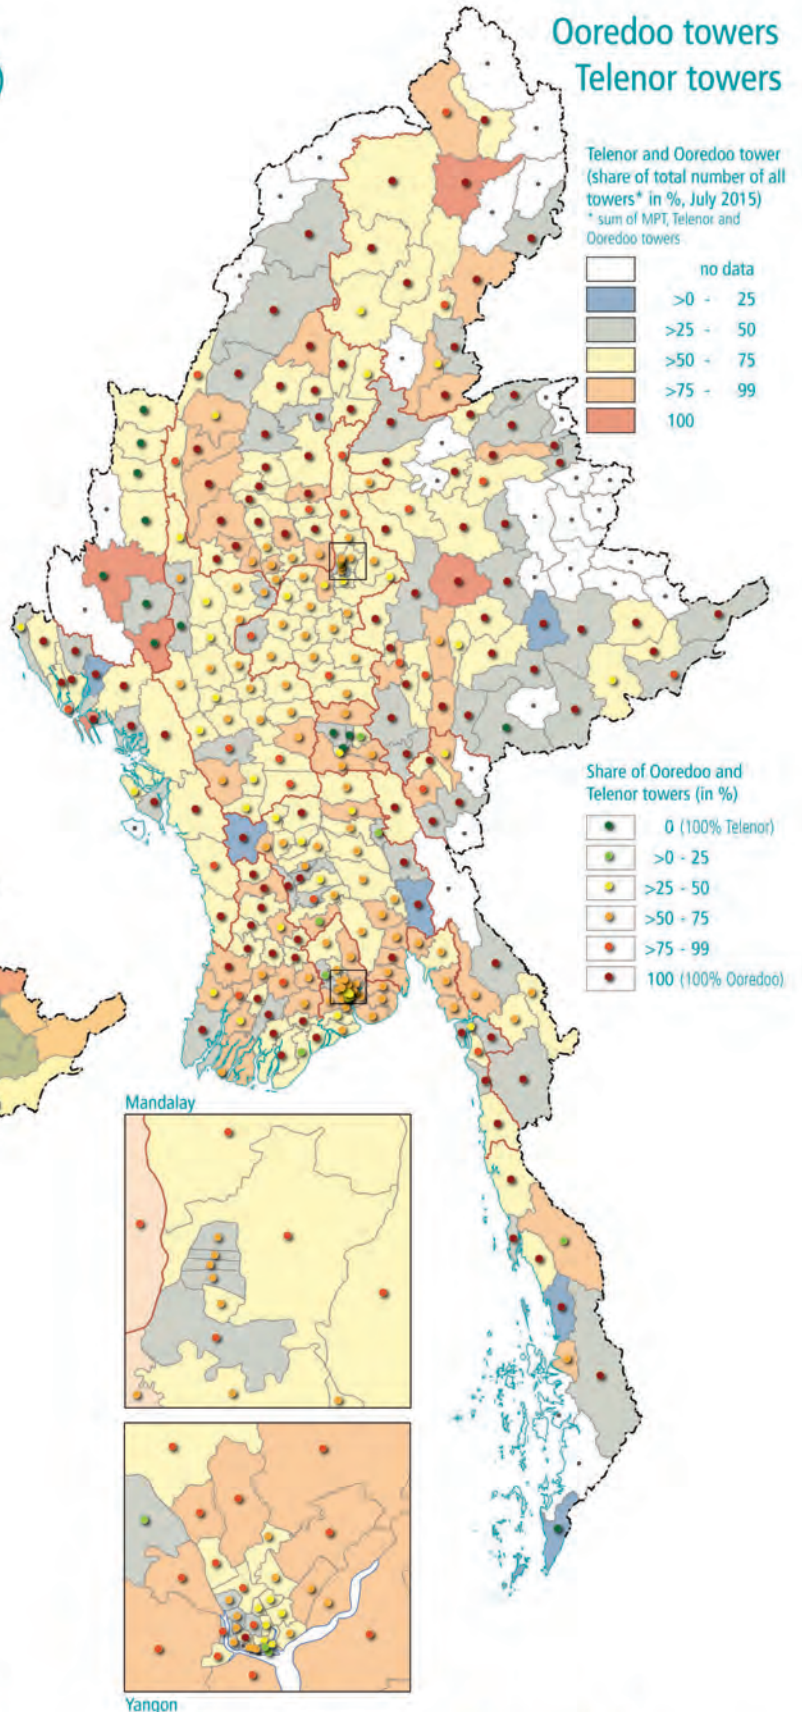 )
Ooredoo towers
Telenor towers
Telenor and Ooredoo tower
(share of total number of all
towers* in %, July 2015)
* sum of MPT, Telenor and
Ooredoo towers
no data
>0 - 25
>25 - 50
>50 - 75
>75 - 99
100
Share of Ooredoo and
Telenor towers (in %)
0 (100% Telenor)
>0 - 25
>25 - 50
>50 - 75
>75 - 99
100 (100% Ooredoo)
Mandalay
Yangon